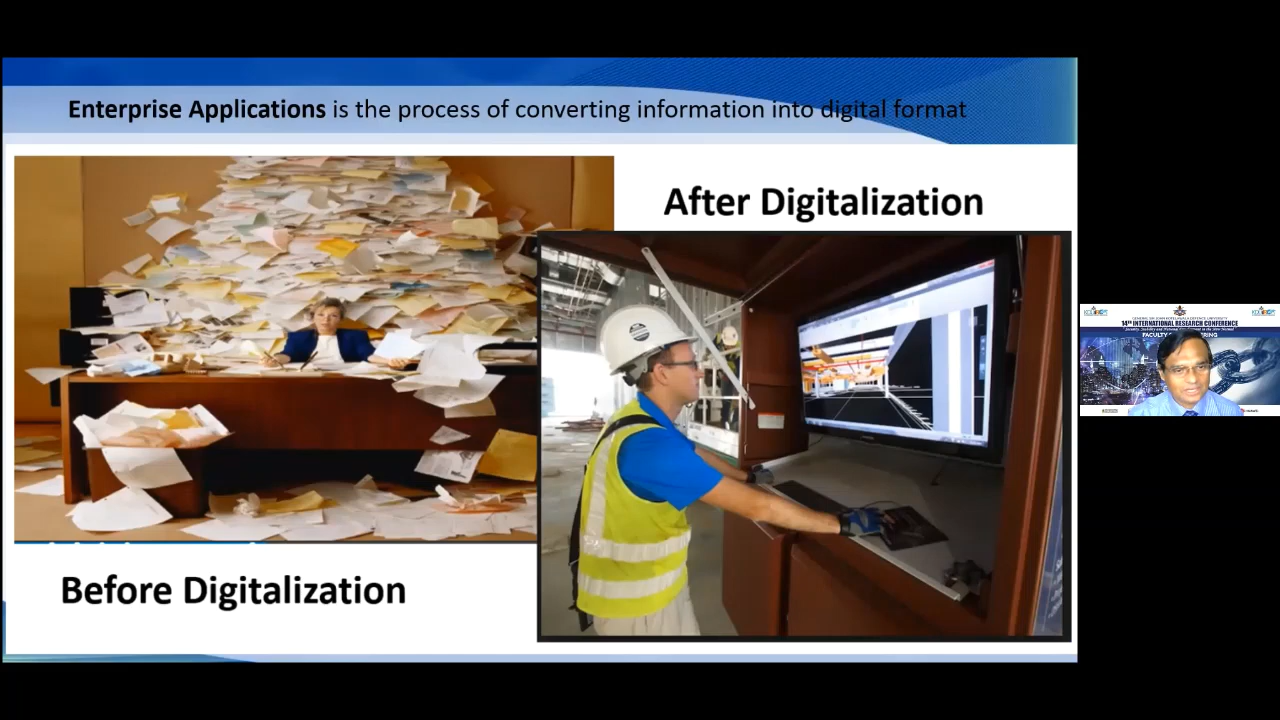 Enterprise Applications is the process of converting information into digital format
After Digitalization
Before Digitalization
14TH INTERNATIONAL RESEARCH CONFERENCE